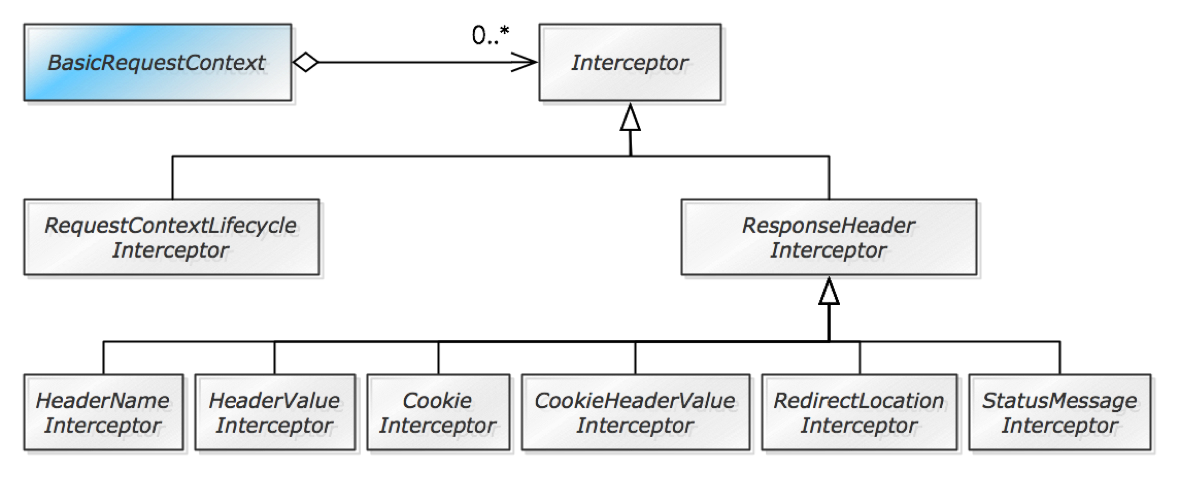 0..*
BasicRequestContext
Interceptor
RequestContextLifecycle
Interceptor
ResponseHeader
Interceptor
HeaderName
Interceptor
HeaderValue
Interceptor
Cookie
Interceptor
CookieHeaderValue
Interceptor
RedirectLocation
Interceptor
StatusMessage
Interceptor